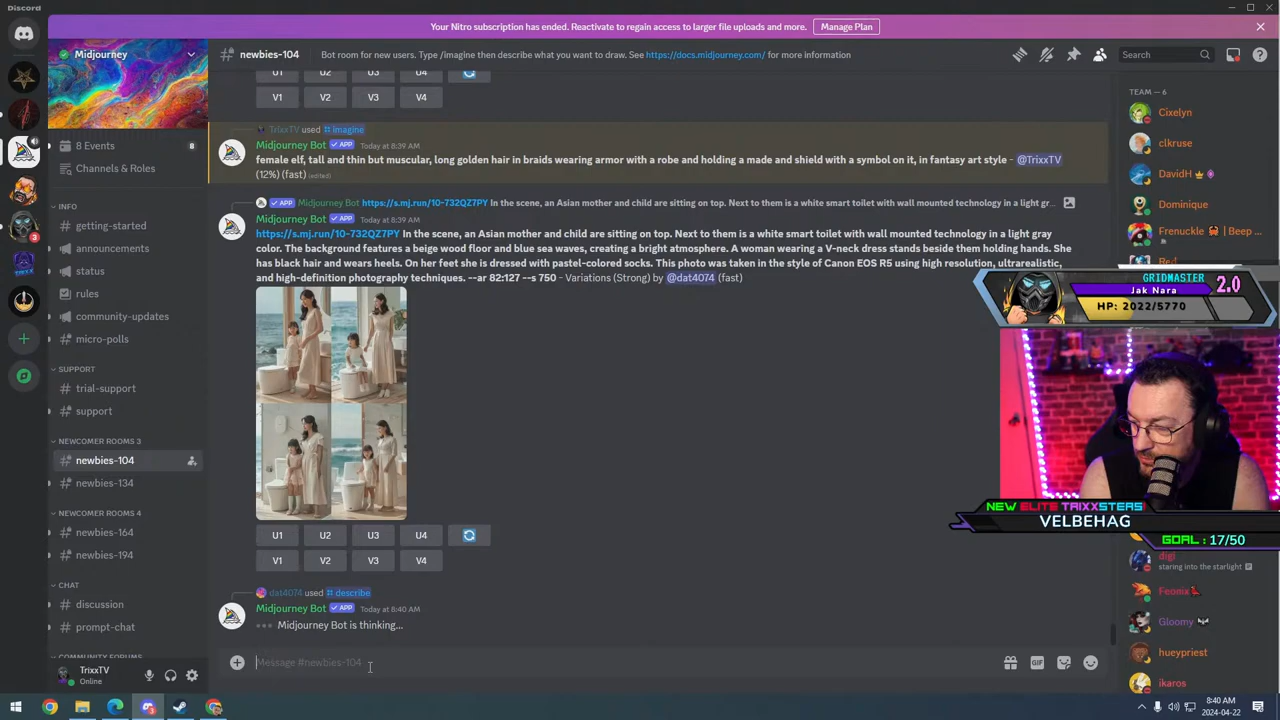 Discord
Your Nitro subscription has ended. Reactivate to regain access to larger file uploads and more.
Manage Plan
Midjourney
newbies-104
Bot room for new users. Type /imagine then describe what you want to draw. See https://docs.midjourney.com/ for more information
Search
8 Events
Channels & Roles
INFO
getting-started
announcements
status
rules
community-updates
micro-polls
SUPPORT
trial-support
support
NEWCOMER ROOMS 3
newbies-104
newbies-134
NEWCOMER ROOMS 4
newbies-164
newbies-194
CHAT
discussion
prompt-chat
COMMUNITY FORUMS
TrixxTV
Online
U1 U2 U3 U4
V1 V2 V3 V4
TrixxTV used imagine
Midjourney Bot APP Today at 8:39 AM
female elf, tall and thin but muscular, long golden hair in braids wearing armor with a robe and holding a made and shield with a symbol on it, in fantasy art style - @TrixxTV
(12%) (fast) (edited)
APP Midjourney Bot https://s.mj.run/10-732QZ7PY In the scene, an Asian mother and child are sitting on top. Next to them is a white smart toilet with wall mounted technology in a light gr...
Midjourney Bot APP Today at 8:39 AM
https://s.mj.run/10-732QZ7PY In the scene, an Asian mother and child are sitting on top. Next to them is a white smart toilet with wall mounted technology in a light gray
color. The background features a beige wood floor and blue sea waves, creating a bright atmosphere. A woman wearing a V-neck dress stands beside them holding hands. She
has black hair and wears heels. On her feet she is dressed with pastel-colored socks. This photo was taken in the style of Canon EOS R5 using high resolution, ultrarealistic,
and high-definition photography techniques. --ar 82:127 --s 750 - Variations (Strong) by @dat4074 (fast)
U1 U2 U3 U4
V1 V2 V3 V4
dat4074 used describe
Midjourney Bot APP Today at 8:40 AM
Midjourney Bot is thinking...
Message #newbies-104
GIF
TEAM — 6
Cixelyn
clkruse
DavidH
Dominique
Frenuckle | Beep ...
Red
GRIDMASTER
Jak Nara
2.0
HP: 2022/5770
NEW ELITE TRIXXSTERS!
VELBEHAG
GOAL : 17/50
digi
staring into the starlight
Feonix
Gloomy
hueypriest
ikaros
3
3
8:40 AM
2024-04-22